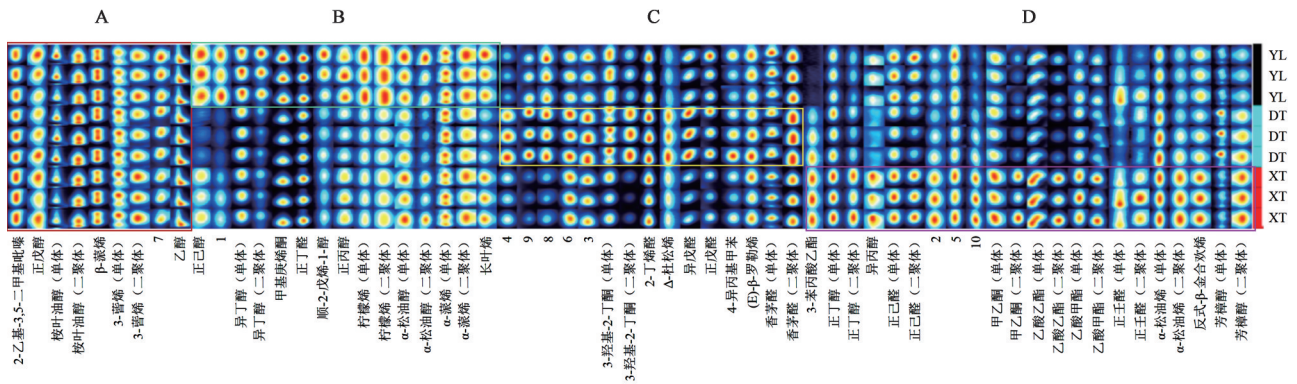 A B C D
YL
YL
YL
DT
DT
DT
XT
XT
XT
2-乙基-3,5-二甲基吡嗪
正戊醇
桉叶油醇（单体）
桉叶油醇（二聚体）
β-蒎烯
3-蒈烯（单体）
3-蒈烯（二聚体）
7
乙醇
正己醇
1
异丁醇（单体）
异丁醇（二聚体）
甲基庚烯酮
正丁醛
顺-2-戊烯-1-醇
正丙醇
柠檬烯（单体）
柠檬烯（二聚体）
α-松油醇（单体）
α-松油醇（二聚体）
α-蒎烯（单体）
α-蒎烯（二聚体）
长叶烯
4
9
8
6
3
3-羟基-2-丁酮（单体）
3-羟基-2-丁酮（二聚体）
2-丁烯醛
Δ-杜松烯
异戊醛
正戊醛
4-异丙基甲苯
(E)-β-罗勒烯
香茅醛（单体）
香茅醛（二聚体）
3-苯丙酸乙酯
正丁醇（单体）
正丁醇（二聚体）
异丙醇
正己醛（单体）
正己醛（二聚体）
2
5
10
甲乙酮（单体）
甲乙酮（二聚体）
乙酸乙酯（单体）
乙酸乙酯（二聚体）
乙酸甲酯（单体）
乙酸甲酯（二聚体）
正壬醛（单体）
正壬醛（二聚体）
α-松油烯（单体）
α-松油烯（二聚体）
反式-β-金合欢烯
芳樟醇（单体）
芳樟醇（二聚体）